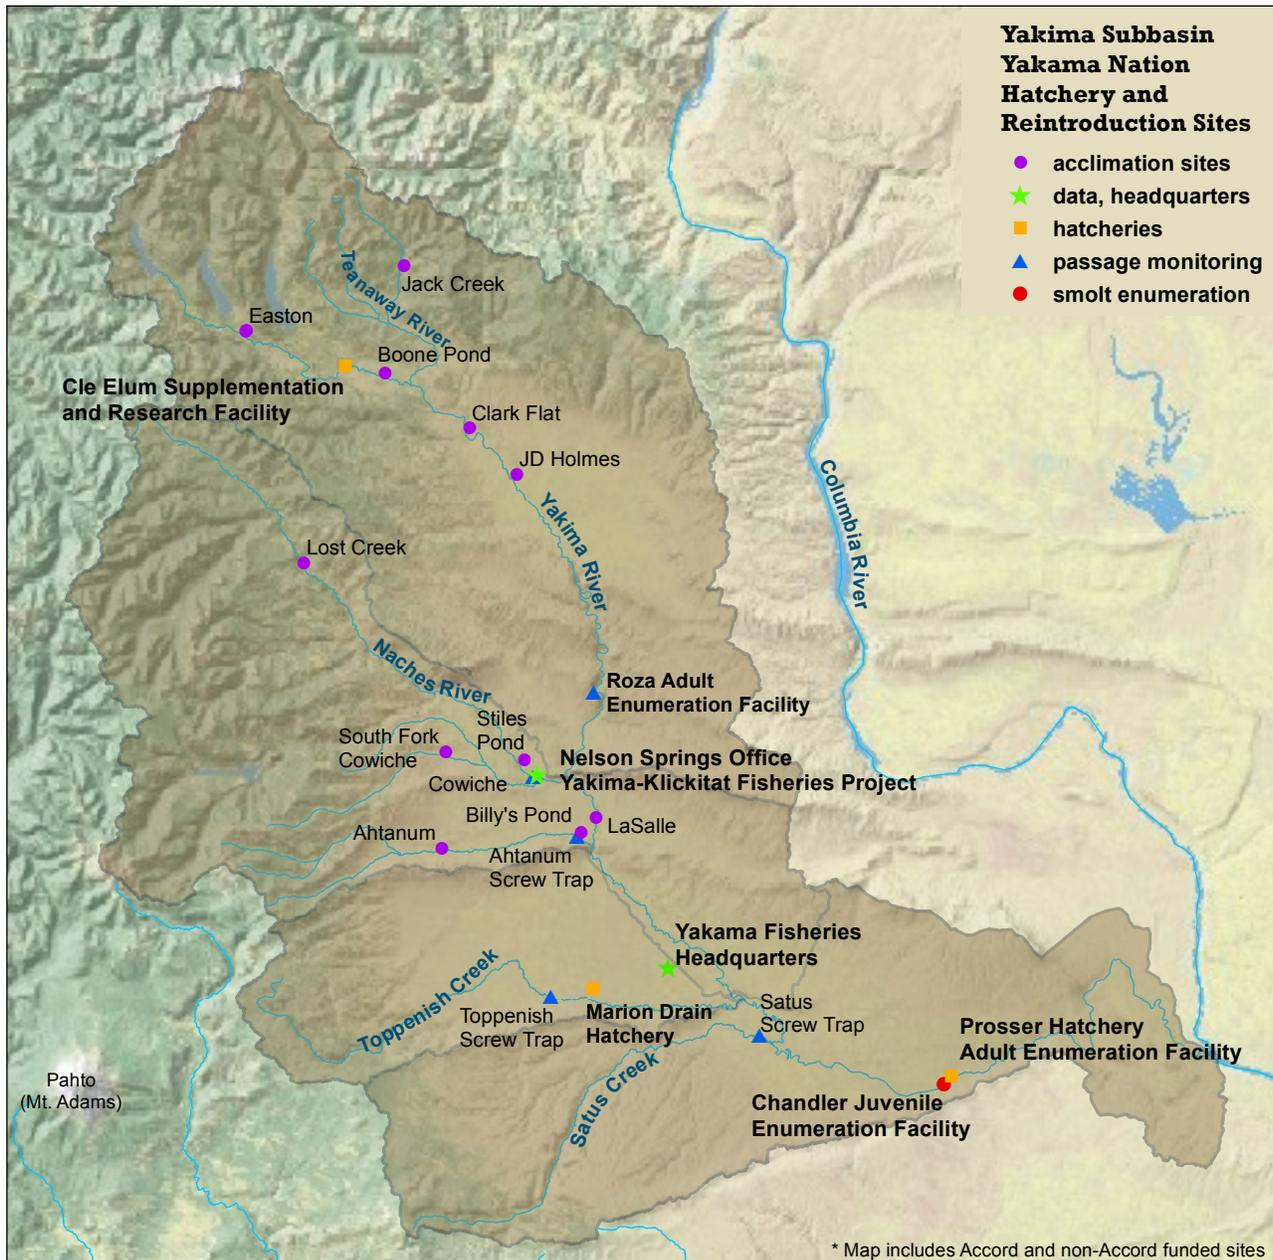 Yakima Subbasin
Yakama Nation
Hatchery and
Reintroduction Sites
acclimation sites
data, headquarters
hatcheries
passage monitoring
smolt enumeration
Jack Creek
Teanaway River
Easton
Boone Pond
Cle Elum Supplementation
and Research Facility
Clark Flat
JD Holmes
Columbia River
Yakima River
Lost Creek
Naches River
Roza Adult
Enumeration Facility
Stiles
Pond
South Fork
Cowiche
Nelson Springs Office
Yakima-Klickitat Fisheries Project
Cowiche
Billy's Pond
LaSalle
Ahtanum
Ahtanum
Screw Trap
Yakama Fisheries
Headquarters
Toppenish Creek
Toppenish
Screw Trap
Marion Drain
Hatchery
Satus
Screw Trap
Prosser Hatchery
Adult Enumeration Facility
Satus Creek
Pahto
(Mt. Adams)
Chandler Juvenile
Enumeration Facility
* Map includes Accord and non-Accord funded sites